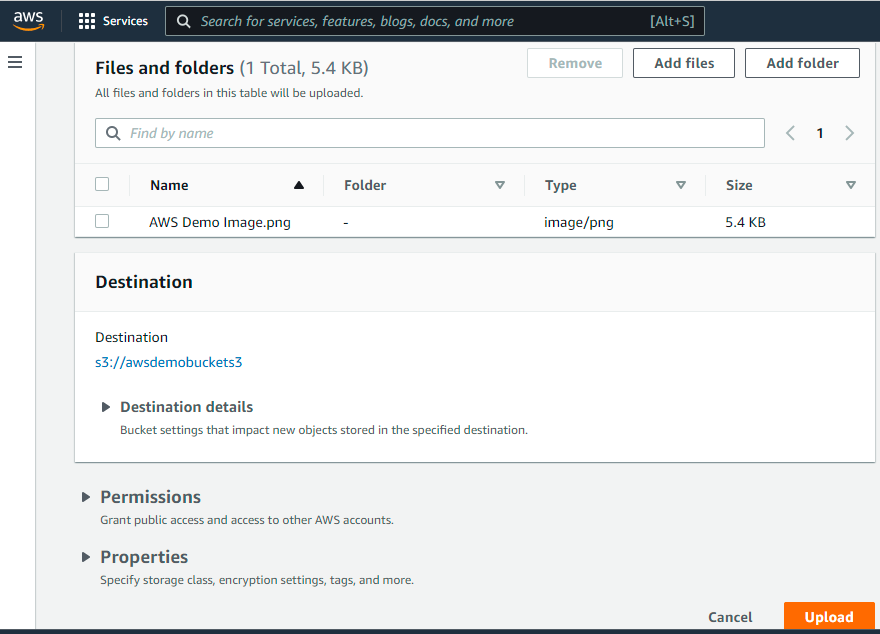 aws Services Search for services, features, blogs, docs, and more [Alt+S]
Files and folders (1 Total, 5.4 KB) Remove Add files Add folder
All files and folders in this table will be uploaded.
Find by name 1
Name Folder Type Size
AWS Demo Image.png - image/png 5.4 KB
Destination
Destination
s3://awsdemobuckets3
Destination details
Bucket settings that impact new objects stored in the specified destination.
Permissions
Grant public access and access to other AWS accounts.
Properties
Specify storage class, encryption settings, tags, and more.
Cancel Upload